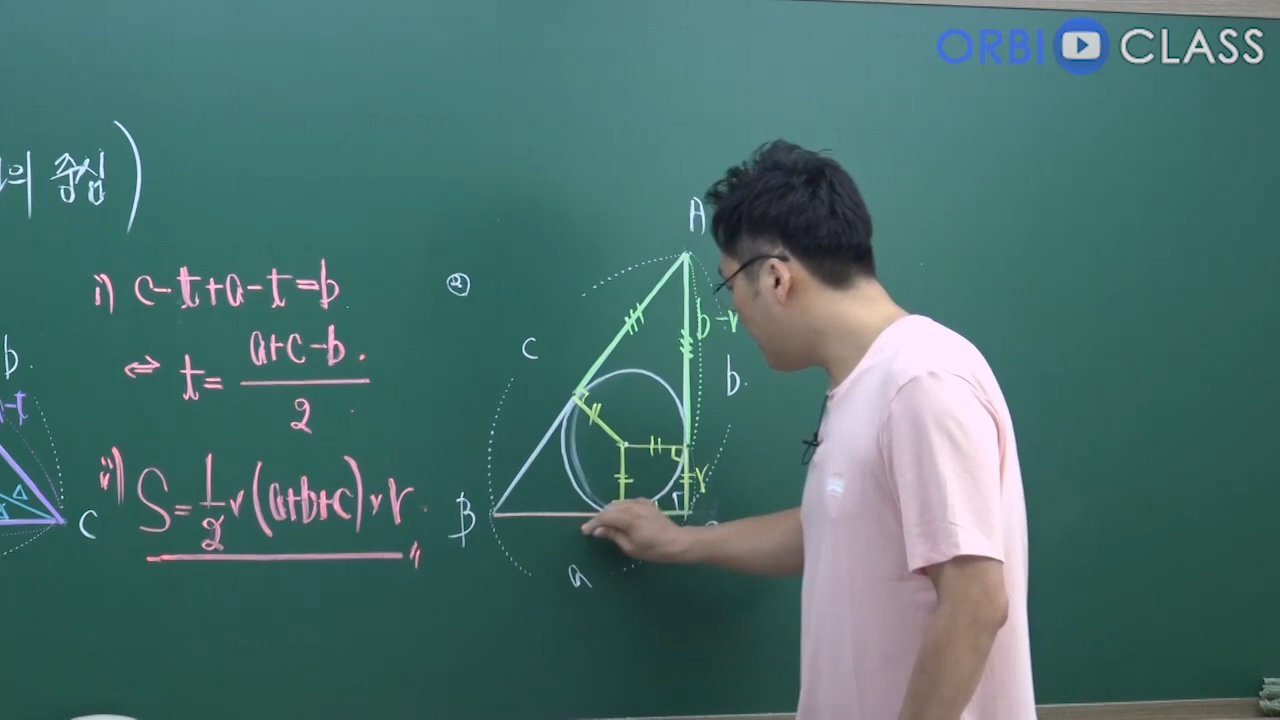 ORBI CLASS
의 중심)
i) c-t+a-t=b
⇔ t= a+c-b / 2
ii) S= 1/2 × (a+b+c) × r
b
a-t
C
②
A
b-r
c
b
r
B
a